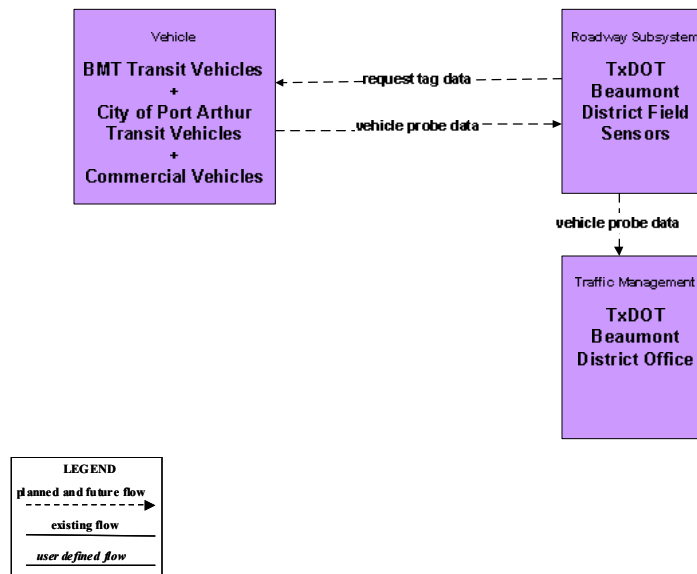 Vehicle
BMT Transit Vehicles
+
City of Port Arthur
Transit Vehicles
+
Commercial Vehicles
request tag data
vehicle probe data
Roadway Subsystem
TxDOT
Beaumont
District Field
Sensors
vehicle probe data
Traffic Management
TxDOT
Beaumont
District Office
LEGEND
planned and future flow
existing flow
user defined flow